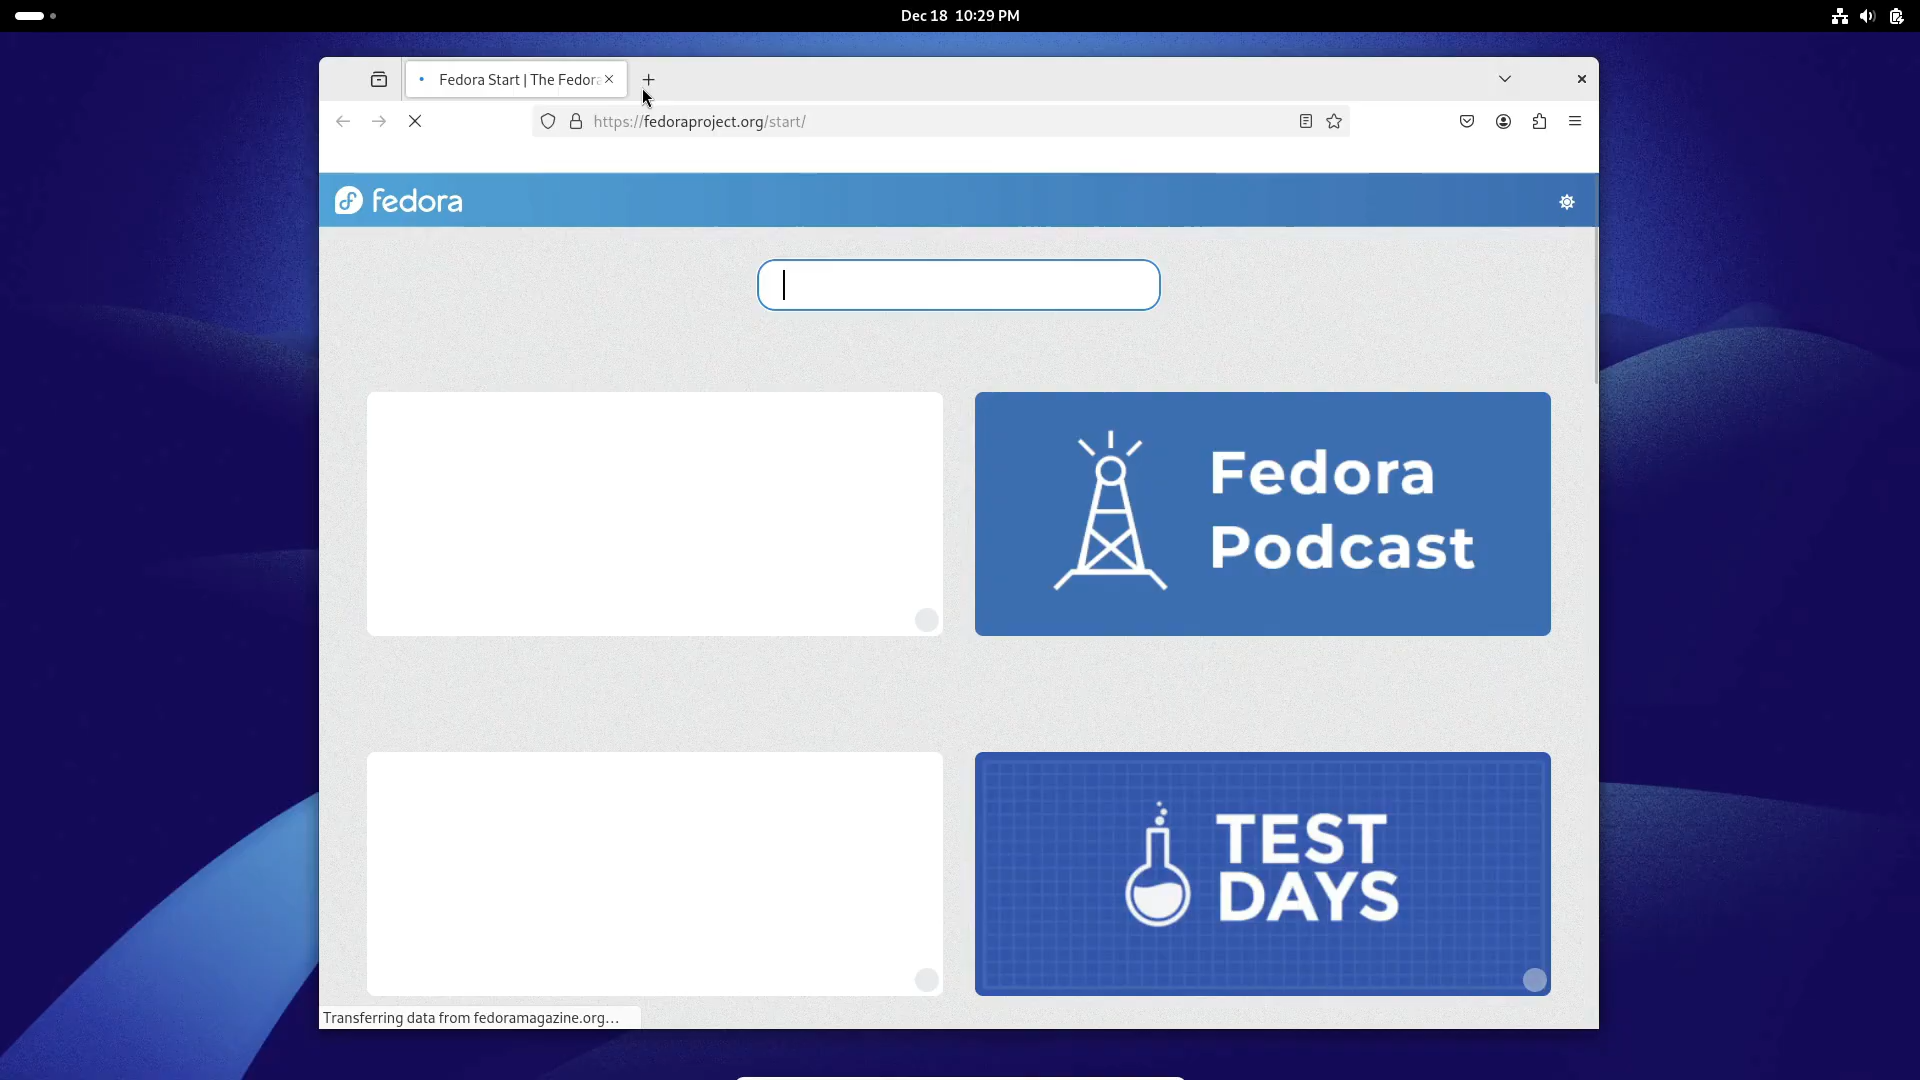 Dec 18 10:29 PM
Fedora Start | The Fedora
https://fedoraproject.org/start/
fedora
Fedora
Podcast
TEST
DAYS
Transferring data from fedoramagazine.org…